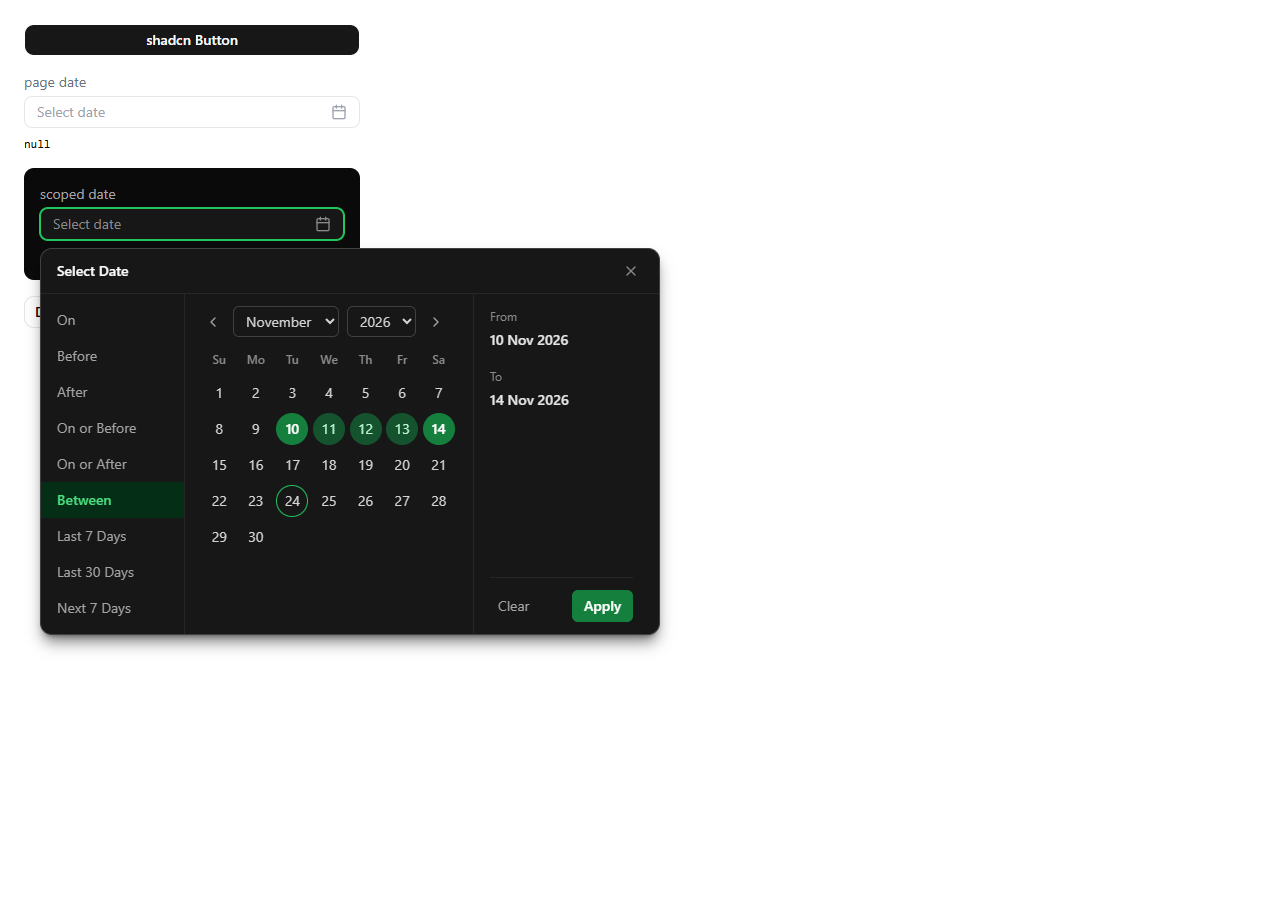 shadcn Button
page date
Select date
null
scoped date
Select date
Select Date
On
Before
After
On or Before
On or After
Between
Last 7 Days
Last 30 Days
Next 7 Days
November 2026
Su Mo Tu We Th Fr Sa
1 2 3 4 5 6 7
8 9 10 11 12 13 14
15 16 17 18 19 20 21
22 23 24 25 26 27 28
29 30
From
10 Nov 2026
To
14 Nov 2026
Clear Apply